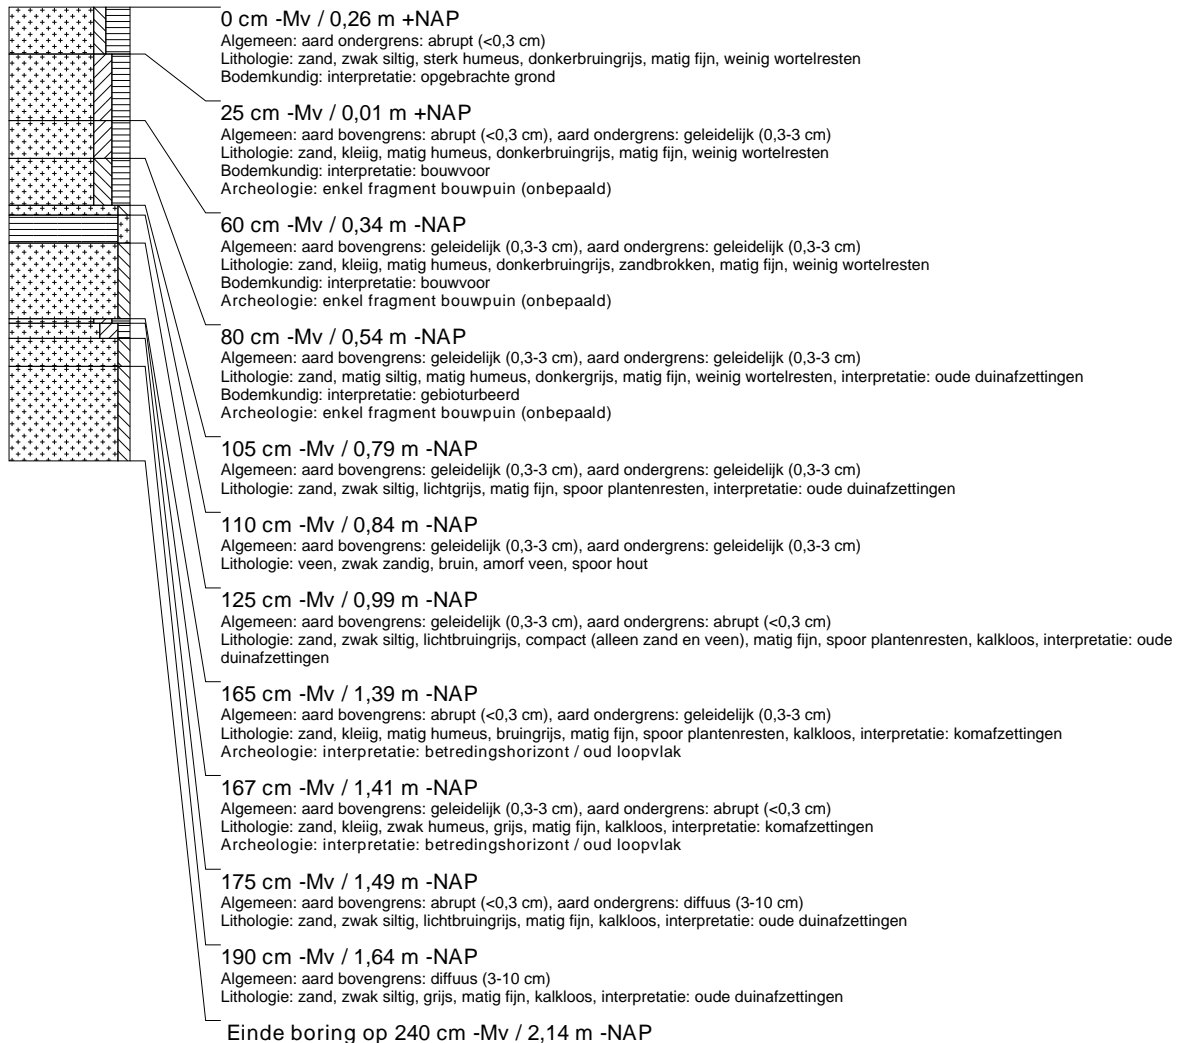 0 cm -Mv / 0,26 m +NAP
Algemeen: aard ondergrens: abrupt (<0,3 cm)
Lithologie: zand, zwak siltig, sterk humeus, donkerbruingrijs, matig fijn, weinig wortelresten
Bodemkundig: interpretatie: opgebrachte grond
25 cm -Mv / 0,01 m +NAP
Algemeen: aard bovengrens: abrupt (<0,3 cm), aard ondergrens: geleidelijk (0,3-3 cm)
Lithologie: zand, kleiig, matig humeus, donkerbruingrijs, matig fijn, weinig wortelresten
Bodemkundig: interpretatie: bouwvoor
Archeologie: enkel fragment bouwpuin (onbepaald)
60 cm -Mv / 0,34 m -NAP
Algemeen: aard bovengrens: geleidelijk (0,3-3 cm), aard ondergrens: geleidelijk (0,3-3 cm)
Lithologie: zand, kleiig, matig humeus, donkerbruingrijs, zandbrokken, matig fijn, weinig wortelresten
Bodemkundig: interpretatie: bouwvoor
Archeologie: enkel fragment bouwpuin (onbepaald)
80 cm -Mv / 0,54 m -NAP
Algemeen: aard bovengrens: geleidelijk (0,3-3 cm), aard ondergrens: geleidelijk (0,3-3 cm)
Lithologie: zand, matig siltig, matig humeus, donkergrijs, matig fijn, weinig wortelresten, interpretatie: oude duinafzettingen
Bodemkundig: interpretatie: gebioturbeerd
Archeologie: enkel fragment bouwpuin (onbepaald)
105 cm -Mv / 0,79 m -NAP
Algemeen: aard bovengrens: geleidelijk (0,3-3 cm), aard ondergrens: geleidelijk (0,3-3 cm)
Lithologie: zand, zwak siltig, lichtgrijs, matig fijn, spoor plantenresten, interpretatie: oude duinafzettingen
110 cm -Mv / 0,84 m -NAP
Algemeen: aard bovengrens: geleidelijk (0,3-3 cm), aard ondergrens: geleidelijk (0,3-3 cm)
Lithologie: veen, zwak zandig, bruin, amorf veen, spoor hout
125 cm -Mv / 0,99 m -NAP
Algemeen: aard bovengrens: geleidelijk (0,3-3 cm), aard ondergrens: abrupt (<0,3 cm)
Lithologie: zand, zwak siltig, lichtbruingrijs, compact (alleen zand en veen), matig fijn, spoor plantenresten, kalkloos, interpretatie: oude
duinafzettingen
165 cm -Mv / 1,39 m -NAP
Algemeen: aard bovengrens: abrupt (<0,3 cm), aard ondergrens: geleidelijk (0,3-3 cm)
Lithologie: zand, kleiig, matig humeus, bruingrijs, matig fijn, spoor plantenresten, kalkloos, interpretatie: komafzettingen
Archeologie: interpretatie: betredingshorizont / oud loopvlak
167 cm -Mv / 1,41 m -NAP
Algemeen: aard bovengrens: geleidelijk (0,3-3 cm), aard ondergrens: abrupt (<0,3 cm)
Lithologie: zand, kleiig, zwak humeus, grijs, matig fijn, kalkloos, interpretatie: komafzettingen
Archeologie: interpretatie: betredingshorizont / oud loopvlak
175 cm -Mv / 1,49 m -NAP
Algemeen: aard bovengrens: abrupt (<0,3 cm), aard ondergrens: diffuus (3-10 cm)
Lithologie: zand, zwak siltig, lichtbruingrijs, matig fijn, kalkloos, interpretatie: oude duinafzettingen
190 cm -Mv / 1,64 m -NAP
Algemeen: aard bovengrens: diffuus (3-10 cm)
Lithologie: zand, zwak siltig, grijs, matig fijn, kalkloos, interpretatie: oude duinafzettingen
Einde boring op 240 cm -Mv / 2,14 m -NAP